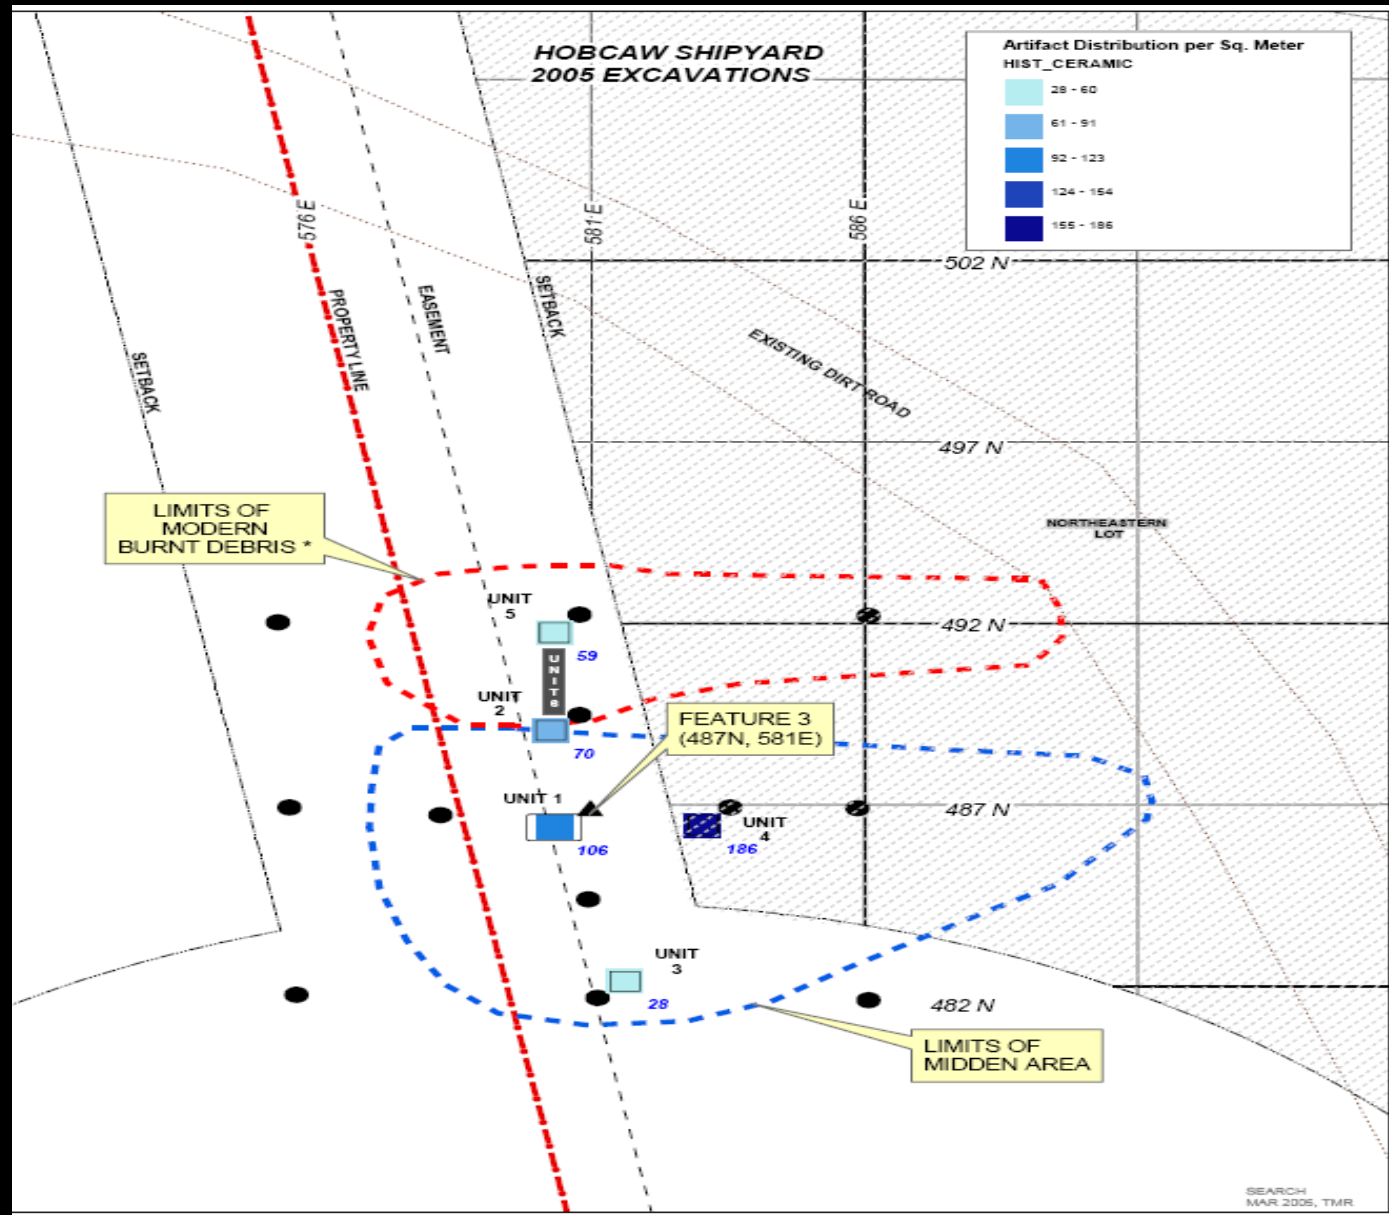 HOBCAW SHIPYARD
2005 EXCAVATIONS
Artifact Distribution per Sq. Meter
HIST_CERAMIC
28 - 60
61 - 91
92 - 123
124 - 154
155 - 186
576 E
581 E
586 E
502 N
SETBACK
EASEMENT
PROPERTY LINE
SETBACK
EXISTING DIRT ROAD
497 N
LIMITS OF
MODERN
BURNT DEBRIS *
NORTHEASTERN
LOT
UNIT
5
492 N
59
UNIT 6
UNIT
2
FEATURE 3
(487N, 581E)
70
UNIT 1
487 N
UNIT
4
106
186
UNIT
3
28
482 N
LIMITS OF
MIDDEN AREA
SEARCH
MAR 2005, TMR